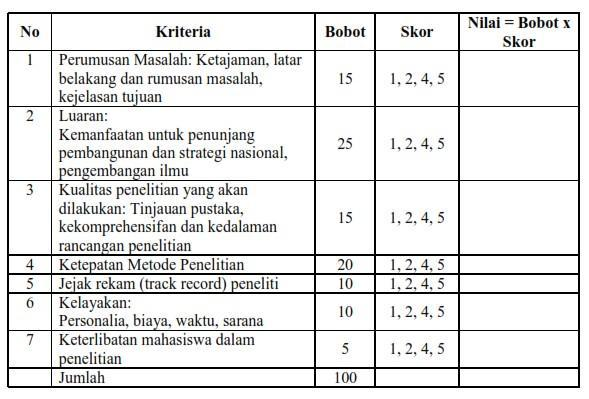 No Kriteria Bobot Skor Nilai = Bobot x
Skor
1 Perumusan Masalah: Ketajaman, latar
belakang dan rumusan masalah, 15 1, 2, 4, 5
kejelasan tujuan
2 Luaran:
Kemanfaatan untuk penunjang
pembangunan dan strategi nasional, 25 1, 2, 4, 5
pengembangan ilmu
3 Kualitas penelitian yang akan
dilakukan: Tinjauan pustaka, 15 1, 2, 4, 5
kekomprehensifan dan kedalaman
rancangan penelitian
4 Ketepatan Metode Penelitian 20 1, 2, 4, 5
5 Jejak rekam (track record) peneliti 10 1, 2, 4, 5
6 Kelayakan: 10 1, 2, 4, 5
Personalia, biaya, waktu, sarana
7 Keterlibatan mahasiswa dalam 5 1, 2, 4, 5
penelitian
Jumlah 100